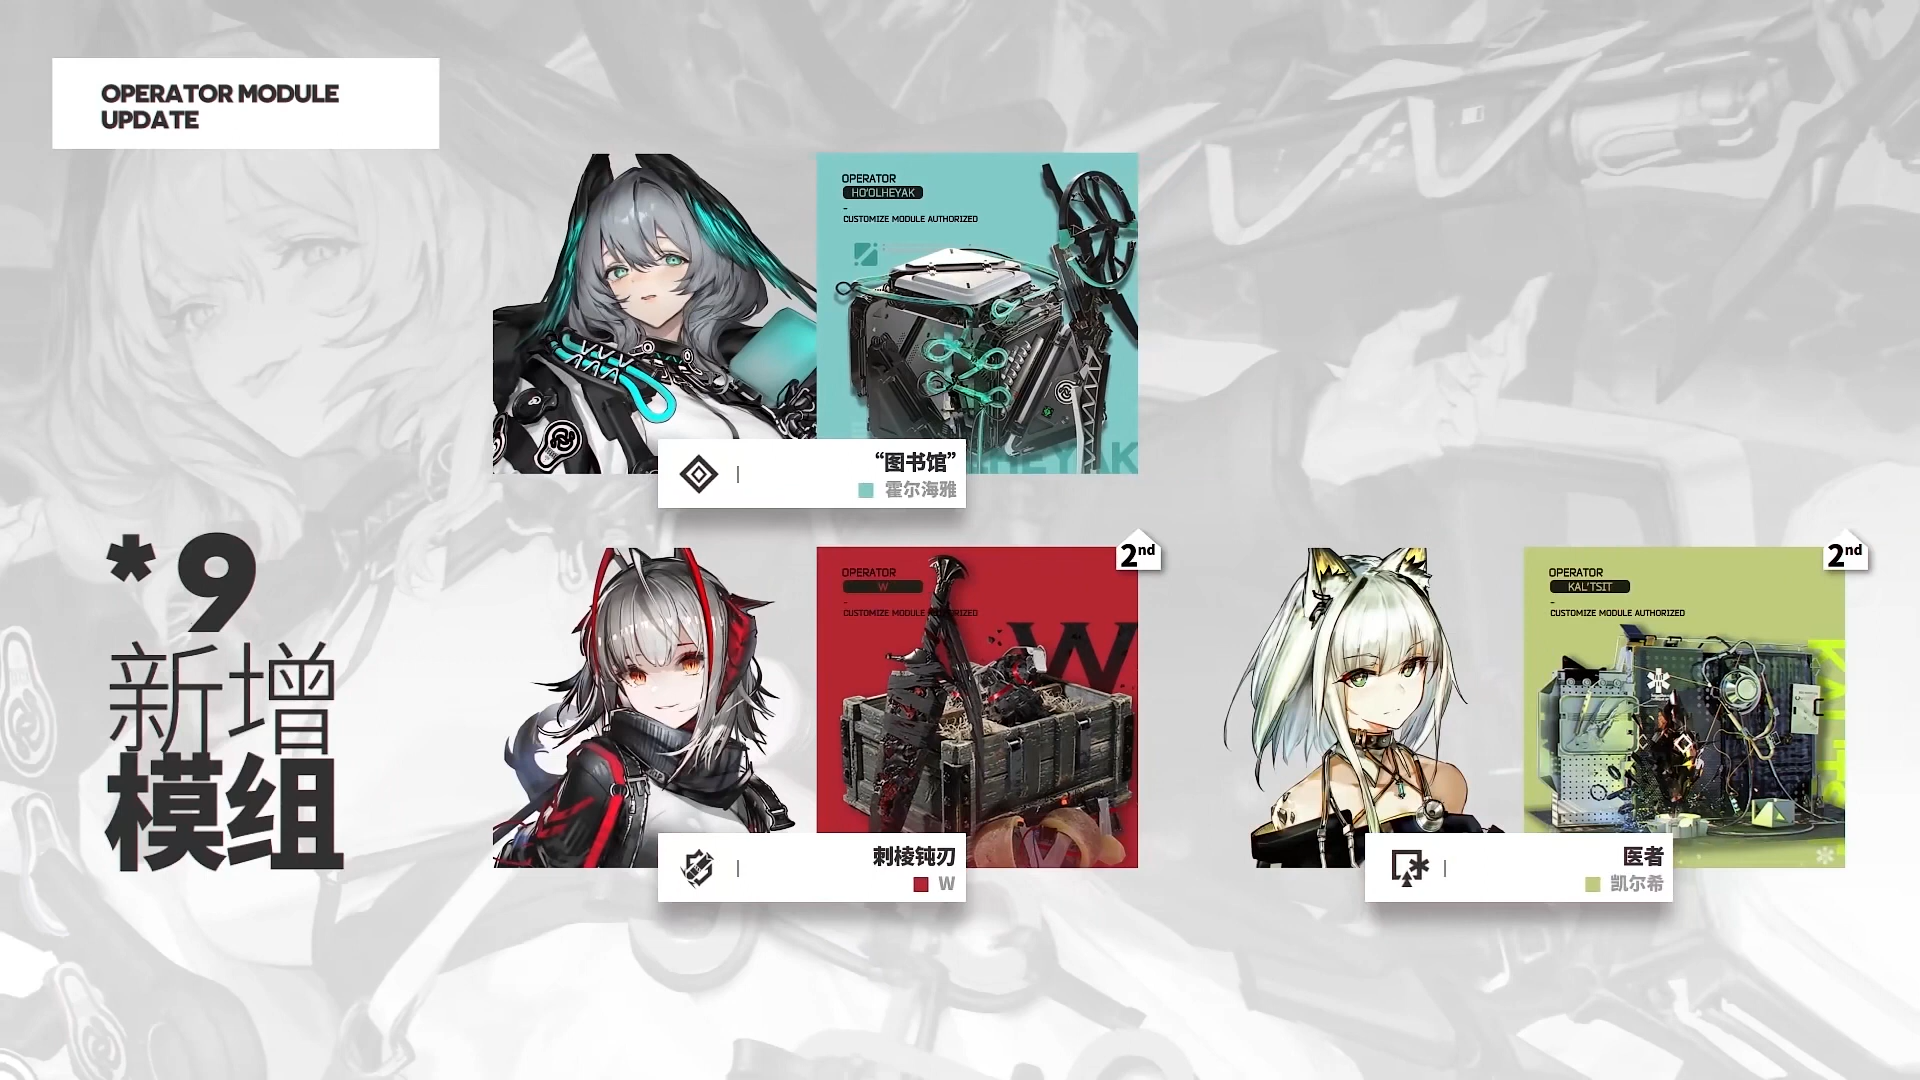 OPERATOR MODULE
UPDATE
OPERATOR
HO'OLHEYAK
CUSTOMIZE MODULE AUTHORIZED
“图书馆”
霍尔海雅
*9
新增
模组
2nd
OPERATOR
W
CUSTOMIZE MODULE AUTHORIZED
W
刺棱钝刃
W
2nd
OPERATOR
KAL'TSIT
CUSTOMIZE MODULE AUTHORIZED
医者
凯尔希